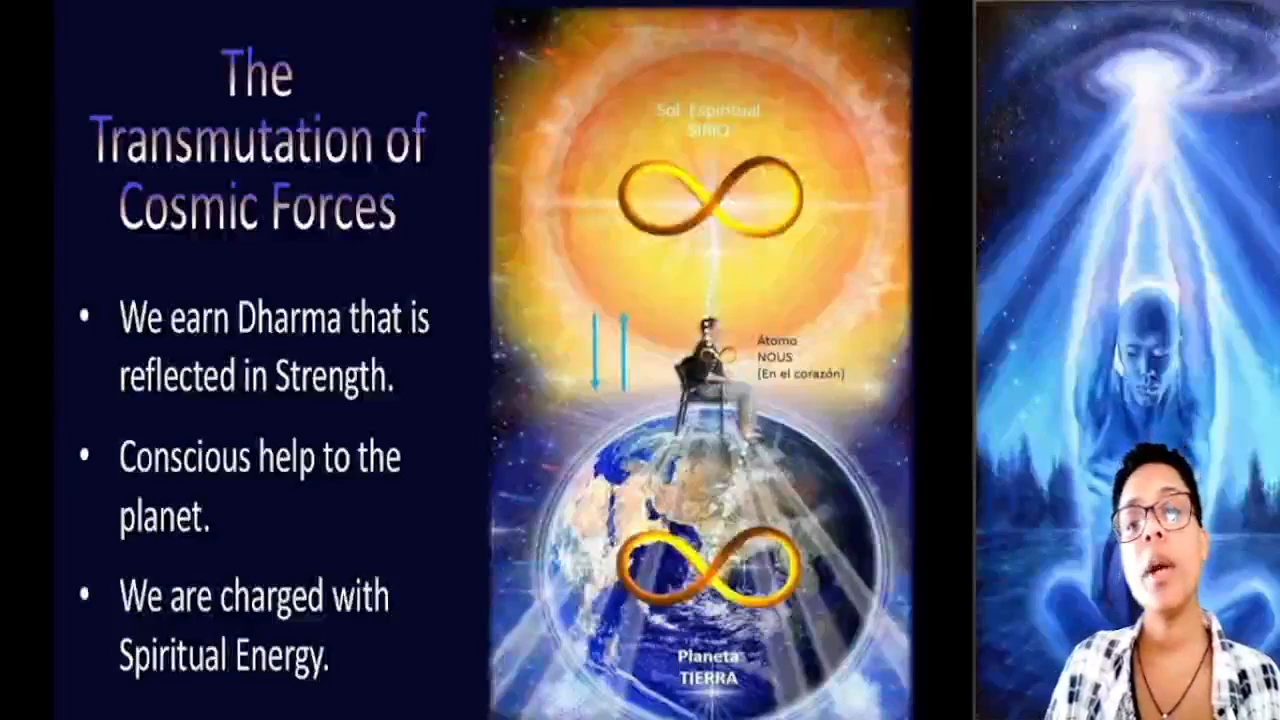 The
Transmutation of
Cosmic Forces
• We earn Dharma that is
reflected in Strength.
• Conscious help to the
planet.
• We are charged with
Spiritual Energy.
Sol Espiritual
SIRIO
Átomo
NOUS
(En el corazón)
Planeta
TIERRA